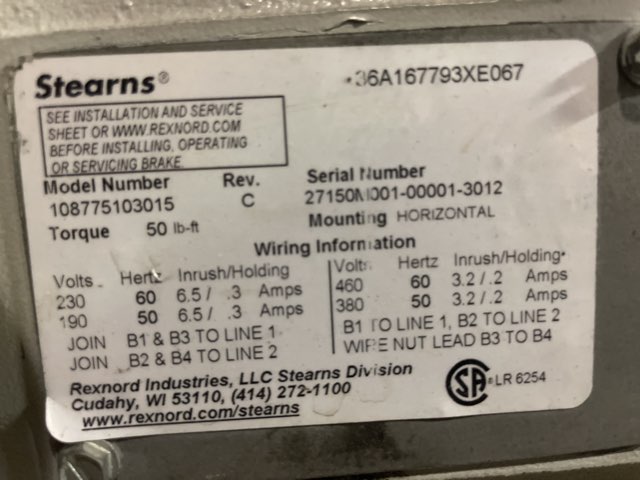 Stearns®
36A167793XE067
SEE INSTALLATION AND SERVICE
SHEET OR WWW.REXNORD.COM
BEFORE INSTALLING, OPERATING
OR SERVICING BRAKE.
Model Number Rev. Serial Number
108775103015 C 27150M001-00001-3012
Torque 50 lb-ft Mounting HORIZONTAL
Wiring Information
Volts Hertz Inrush/Holding
230 60 6.5 / .3 Amps
190 50 6.5 / .3 Amps
JOIN B1 & B3 TO LINE 1
JOIN B2 & B4 TO LINE 2
Volts Hertz Inrush/Holding
460 60 3.2 / .2 Amps
380 50 3.2 / .2 Amps
B1 TO LINE 1, B2 TO LINE 2
WIRE NUT LEAD B3 TO B4
Rexnord Industries, LLC Stearns Division
Cudahy, WI 53110, (414) 272-1100
www.rexnord.com/stearns
SA ® LR 6254